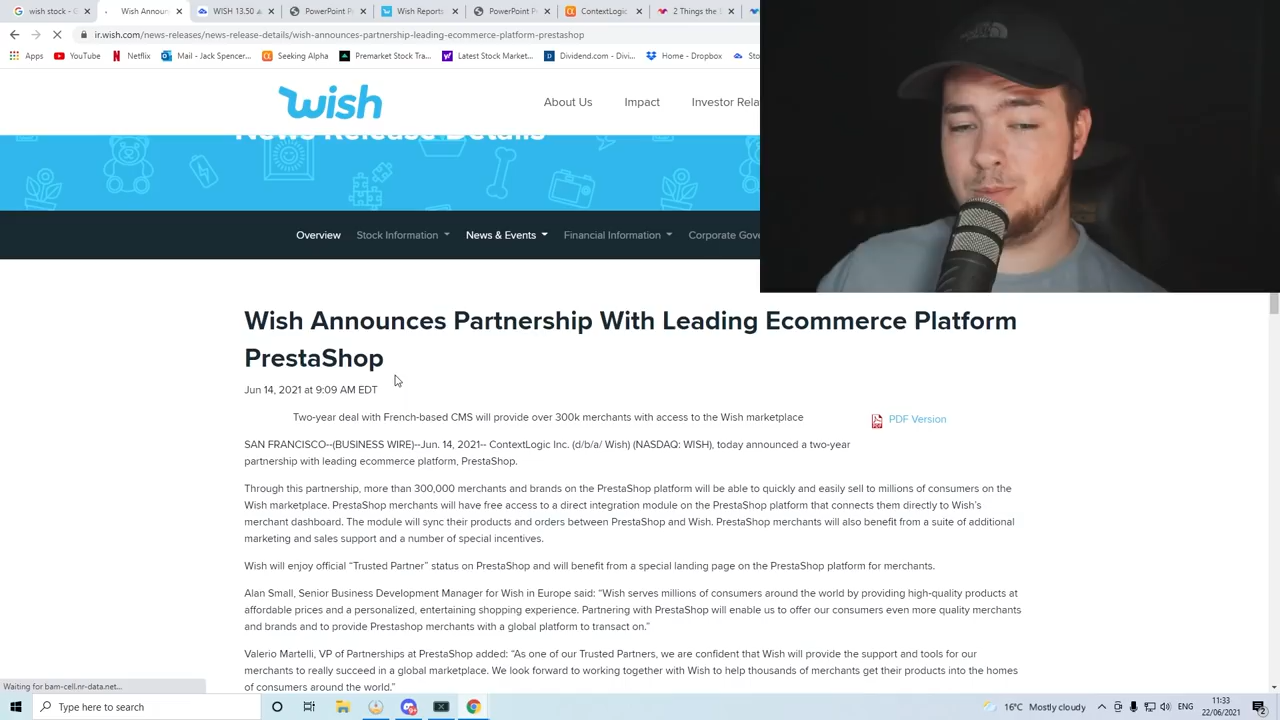 wish stock - G
Wish Announ
WISH 13.50
PowerPoint P
Wish Reports
PowerPoint P
ContextLogic
2 Things the
ir.wish.com/news-releases/news-release-details/wish-announces-partnership-leading-ecommerce-platform-prestashop
Apps
YouTube
Netflix
Mail - Jack Spencer...
Seeking Alpha
Premarket Stock Tra...
Latest Stock Market...
Dividend.com - Divi...
Home - Dropbox
wish
About Us
Impact
Investor Rela
News Release Details
Overview
Stock Information
News & Events
Financial Information
Corporate Gove
Wish Announces Partnership With Leading Ecommerce Platform
PrestaShop
Jun 14, 2021 at 9:09 AM EDT
Two-year deal with French-based CMS will provide over 300k merchants with access to the Wish marketplace
PDF Version
SAN FRANCISCO--(BUSINESS WIRE)--Jun. 14, 2021-- ContextLogic Inc. (d/b/a/ Wish) (NASDAQ: WISH), today announced a two-year
partnership with leading ecommerce platform, PrestaShop.
Through this partnership, more than 300,000 merchants and brands on the PrestaShop platform will be able to quickly and easily sell to millions of consumers on the
Wish marketplace. PrestaShop merchants will have free access to a direct integration module on the PrestaShop platform that connects them directly to Wish's
merchant dashboard. The module will sync their products and orders between PrestaShop and Wish. PrestaShop merchants will also benefit from a suite of additional
marketing and sales support and a number of special incentives.
Wish will enjoy official “Trusted Partner” status on PrestaShop and will benefit from a special landing page on the PrestaShop platform for merchants.
Alan Small, Senior Business Development Manager for Wish in Europe said: “Wish serves millions of consumers around the world by providing high-quality products at
affordable prices and a personalized, entertaining shopping experience. Partnering with PrestaShop will enable us to offer our consumers even more quality merchants
and brands and to provide Prestashop merchants with a global platform to transact on.”
Valerio Martelli, VP of Partnerships at PrestaShop added: “As one of our Trusted Partners, we are confident that Wish will provide the support and tools for our
merchants to really succeed in a global marketplace. We look forward to working together with Wish to help thousands of merchants get their products into the homes
of consumers around the world.”
Waiting for bam-cell.nr-data.net...
Type here to search
16°C Mostly cloudy
ENG
11:33
22/06/2021